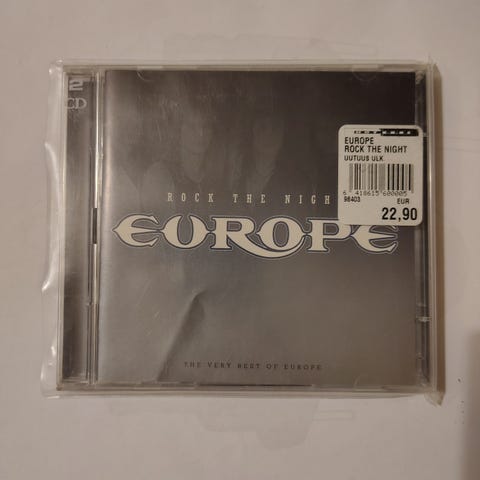 2
CD
EUROPE
ROCK THE NIGHT
UUTUUS ULK
6 418615 600005
98403
EUR
22,90
ROCK THE NIGH
EUROPE
THE VERY BEST OF EUROPE